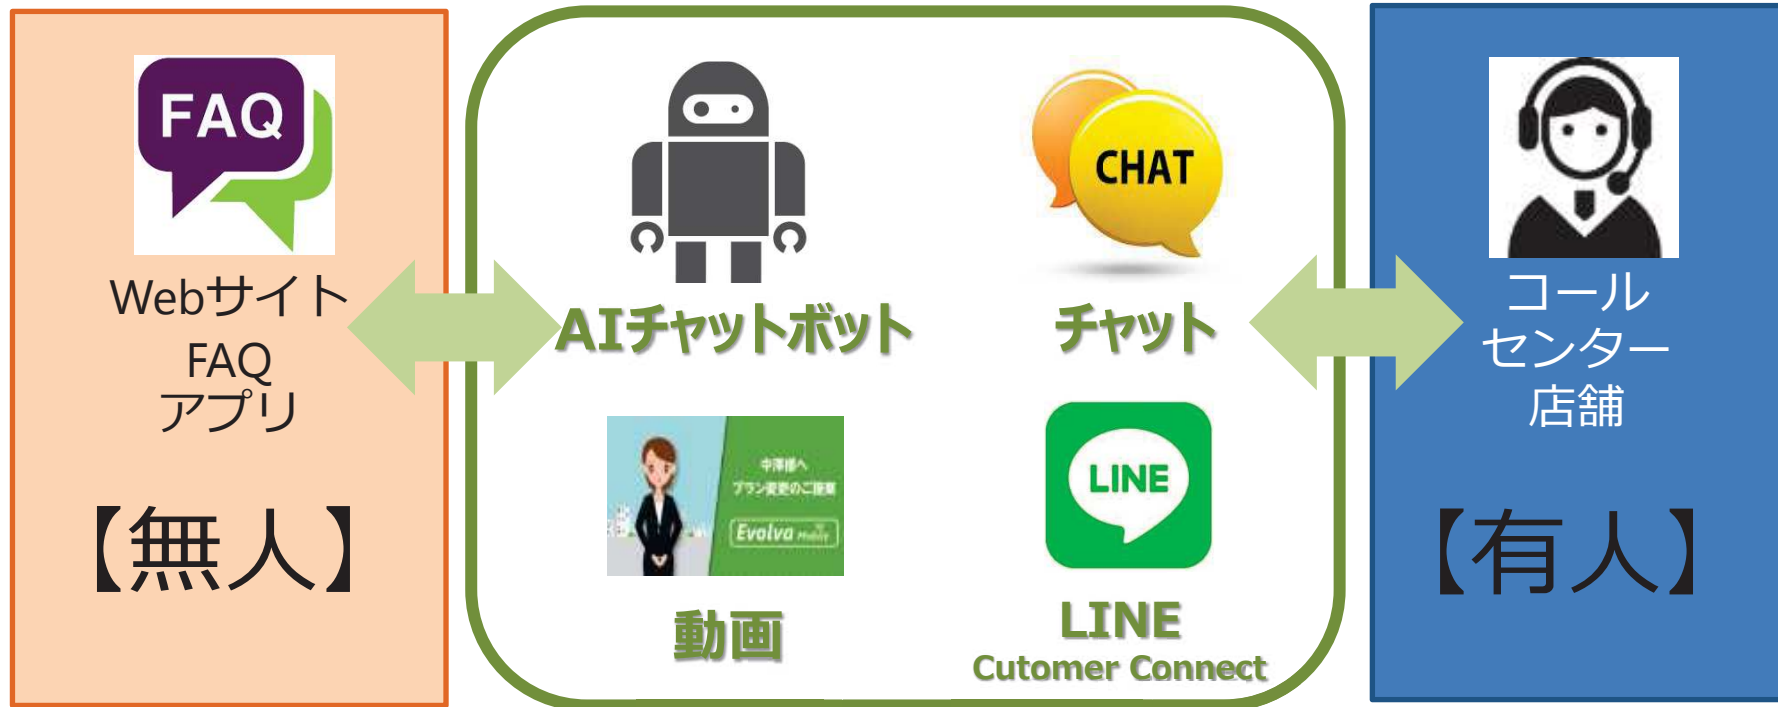 FAQ
Webサイト
FAQ
アプリ
【無人】
AIチャットボット
CHAT
チャット
中澤様へ
プラン変更のご提案
Evolva Mobile
動画
LINE
LINE
Cutomer Connect
コール
センター
店舗
【有人】